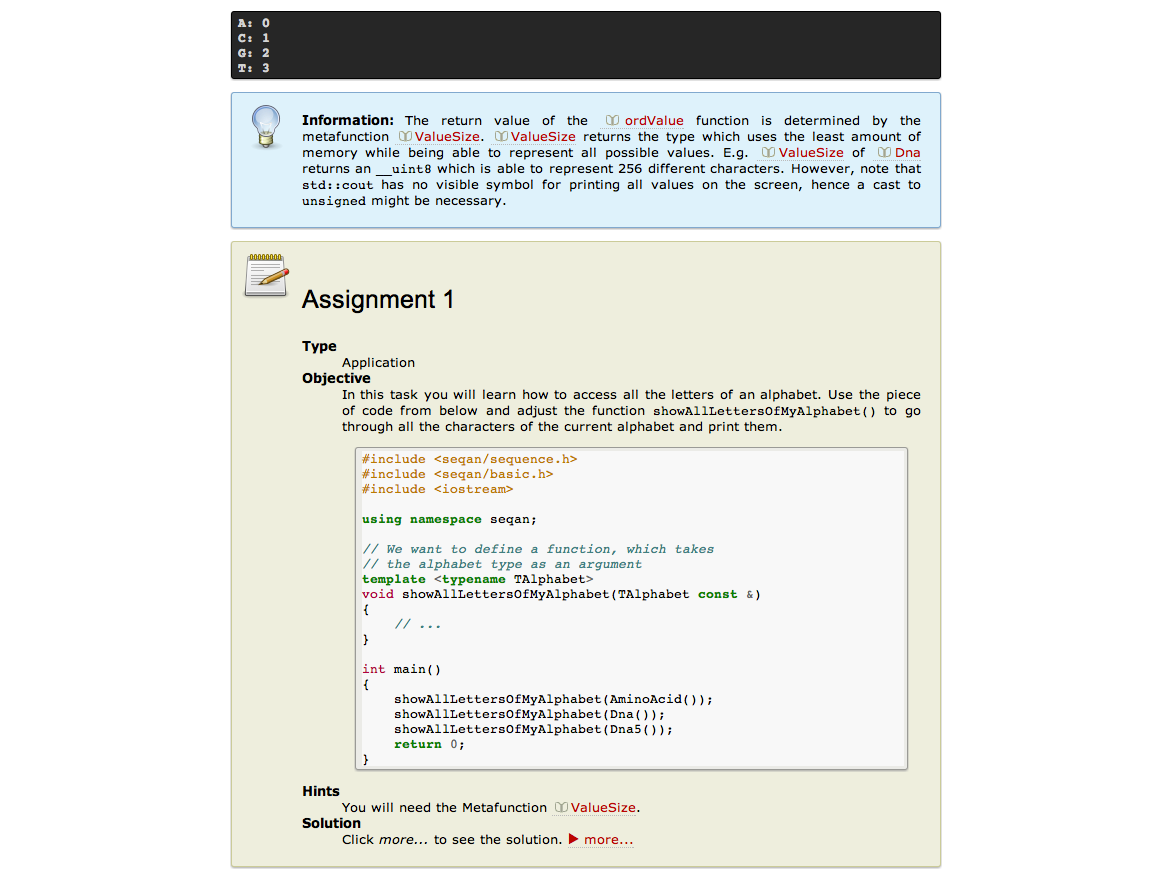 A: 0
C: 1
G: 2
T: 3
Information: The return value of the ordValue function is determined by the
metafunction ValueSize. ValueSize returns the type which uses the least amount of
memory while being able to represent all possible values. E.g. ValueSize of Dna
returns an __uint8 which is able to represent 256 different characters. However, note that
std::cout has no visible symbol for printing all values on the screen, hence a cast to
unsigned might be necessary.
Assignment 1
Type
Application
Objective
In this task you will learn how to access all the letters of an alphabet. Use the piece
of code from below and adjust the function showAllLettersOfMyAlphabet() to go
through all the characters of the current alphabet and print them.
#include <seqan/sequence.h>
#include <seqan/basic.h>
#include <iostream>
using namespace seqan;
// We want to define a function, which takes
// the alphabet type as an argument
template <typename TAlphabet>
void showAllLettersOfMyAlphabet(TAlphabet const &)
{
    // ...
}
int main()
{
    showAllLettersOfMyAlphabet(AminoAcid());
    showAllLettersOfMyAlphabet(Dna());
    showAllLettersOfMyAlphabet(Dna5());
    return 0;
}
Hints
You will need the Metafunction ValueSize.
Solution
Click more... to see the solution. ▶ more...